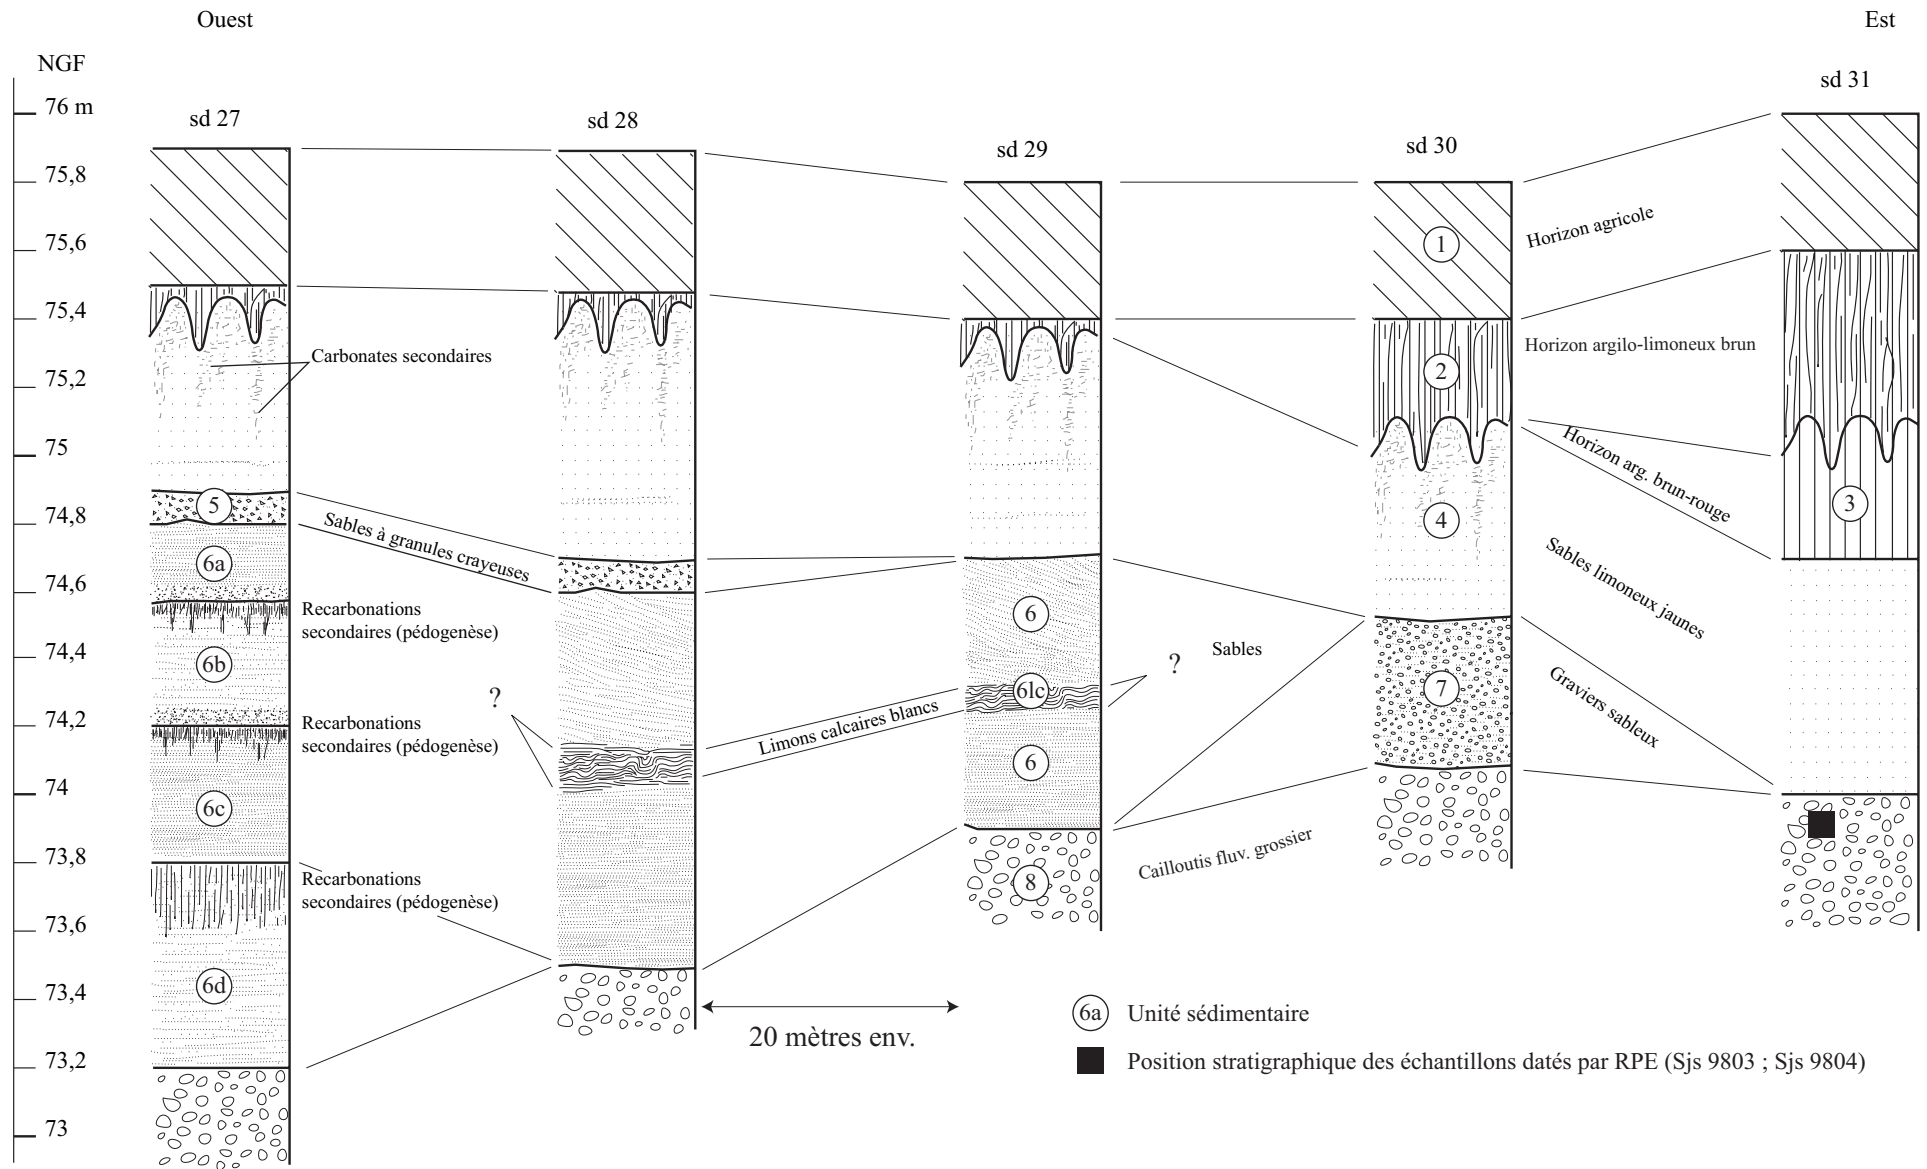 Ouest
Est
NGF
76 m
75,8
75,6
75,4
75,2
75
74,8
74,6
74,4
74,2
74
73,8
73,6
73,4
73,2
73
sd 27
sd 28
sd 29
sd 30
sd 31
Carbonates secondaires
5
6a
6b
6c
6d
Sables à granules crayeuses
Recarbonations
secondaires (pédogenèse)
Recarbonations
secondaires (pédogenèse)
Recarbonations
secondaires (pédogenèse)
?
Limons calcaires blancs
6
6lc
6
8
?
Sables
Cailloutis fluv. grossier
1
2
4
7
Horizon agricole
Horizon argilo-limoneux brun
Horizon arg. brun-rouge
Sables limoneux jaunes
Graviers sableux
3
20 mètres env.
6a Unité sédimentaire
Position stratigraphique des échantillons datés par RPE (Sjs 9803 ; Sjs 9804)